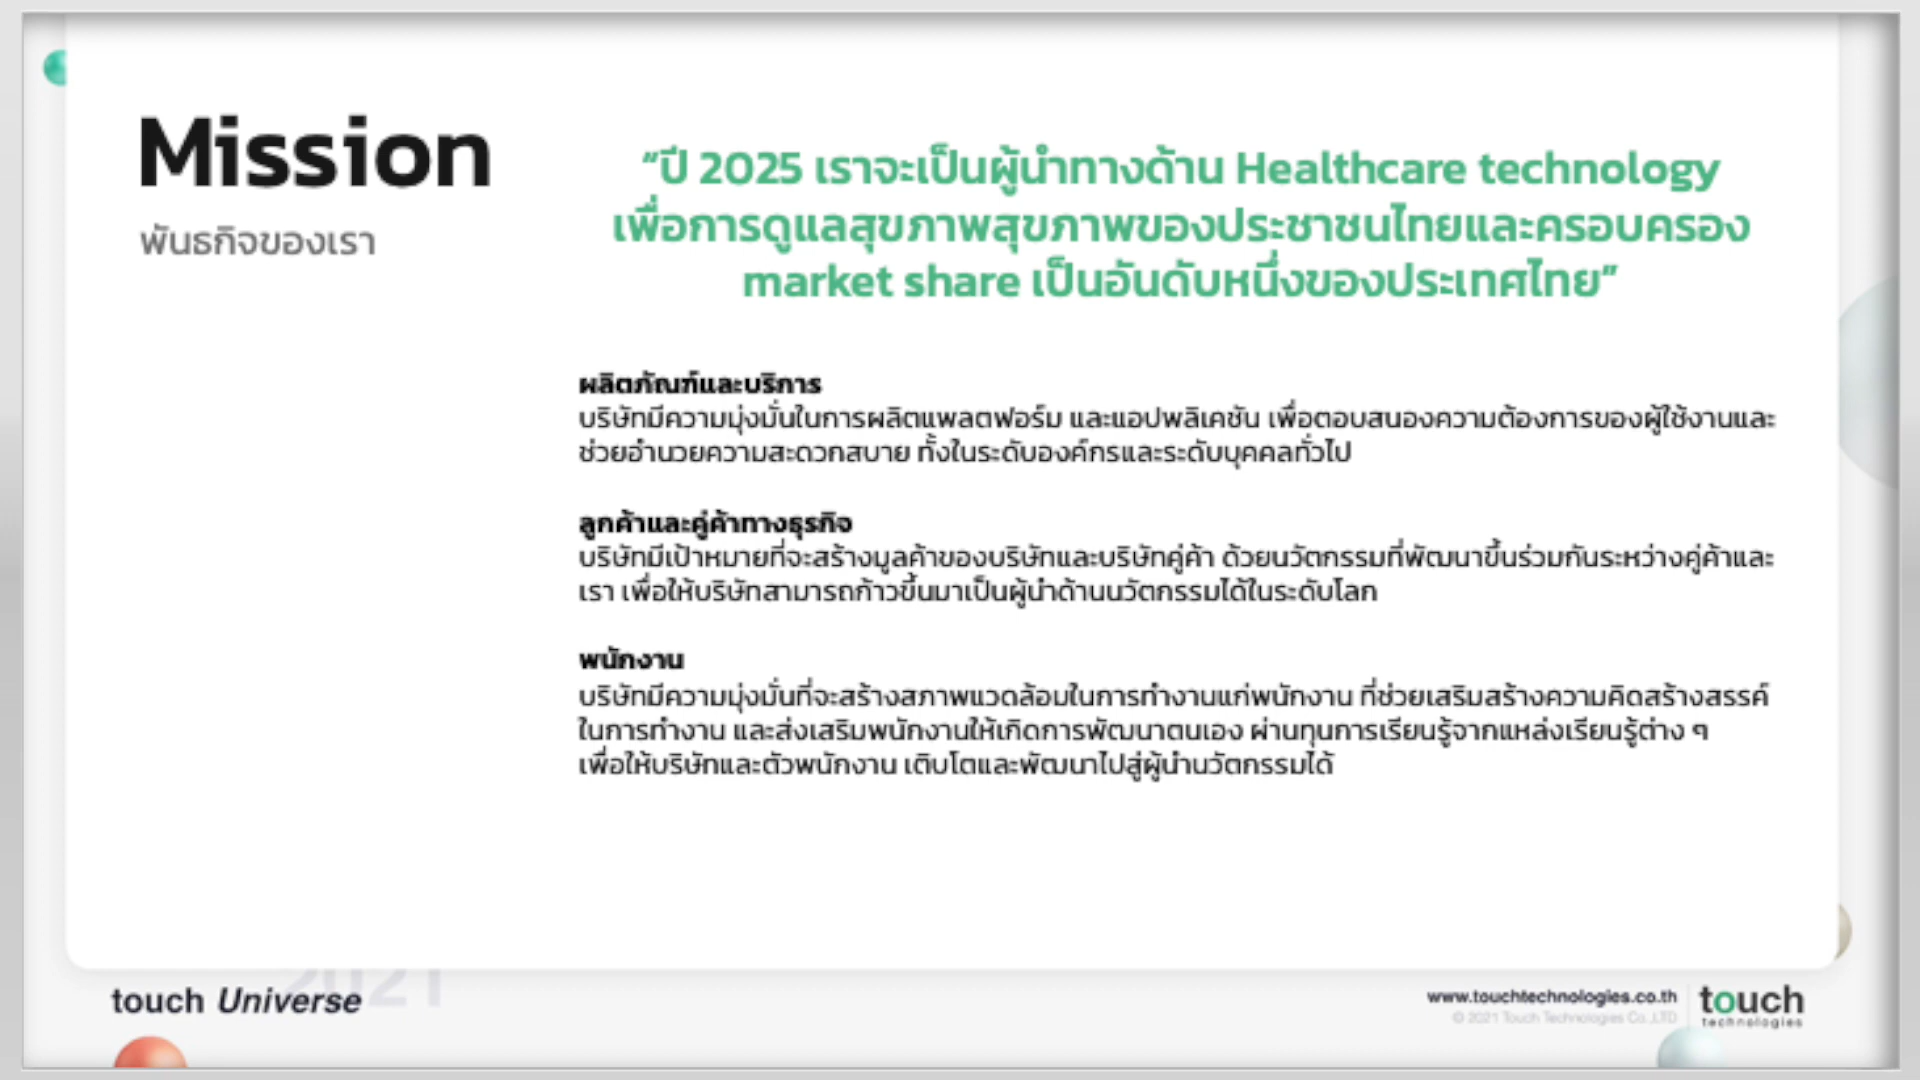 Mission
พันธกิจของเรา
“ปี 2025 เราจะเป็นผู้นำทางด้าน Healthcare technology
เพื่อการดูแลสุขภาพสุขภาพของประชาชนไทยและครอบครอง
market share เป็นอันดับหนึ่งของประเทศไทย”
ผลิตภัณฑ์และบริการ
บริษัทมีความมุ่งมั่นในการผลิตแพลตฟอร์ม และแอปพลิเคชัน เพื่อตอบสนองความต้องการของผู้ใช้งานและ
ช่วยอำนวยความสะดวกสบาย ทั้งในระดับองค์กรและระดับบุคคลทั่วไป
ลูกค้าและคู่ค้าทางธุรกิจ
บริษัทมีเป้าหมายที่จะสร้างมูลค้าของบริษัทและบริษัทคู่ค้า ด้วยนวัตกรรมที่พัฒนาขึ้นร่วมกันระหว่างคู่ค้าและ
เรา เพื่อให้บริษัทสามารถก้าวขึ้นมาเป็นผู้นำด้านนวัตกรรมได้ในระดับโลก
พนักงาน
บริษัทมีความมุ่งมั่นที่จะสร้างสภาพแวดล้อมในการทำงานแก่พนักงาน ที่ช่วยเสริมสร้างความคิดสร้างสรรค์
ในการทำงาน และส่งเสริมพนักงานให้เกิดการพัฒนาตนเอง ผ่านทุนการเรียนรู้จากแหล่งเรียนรู้ต่าง ๆ
เพื่อให้บริษัทและตัวพนักงาน เติบโตและพัฒนาไปสู่ผู้นำนวัตกรรมได้
2021
touch Universe
www.touchtechnologies.co.th
© 2021 Touch Technologies Co.,LTD
touch
technologies